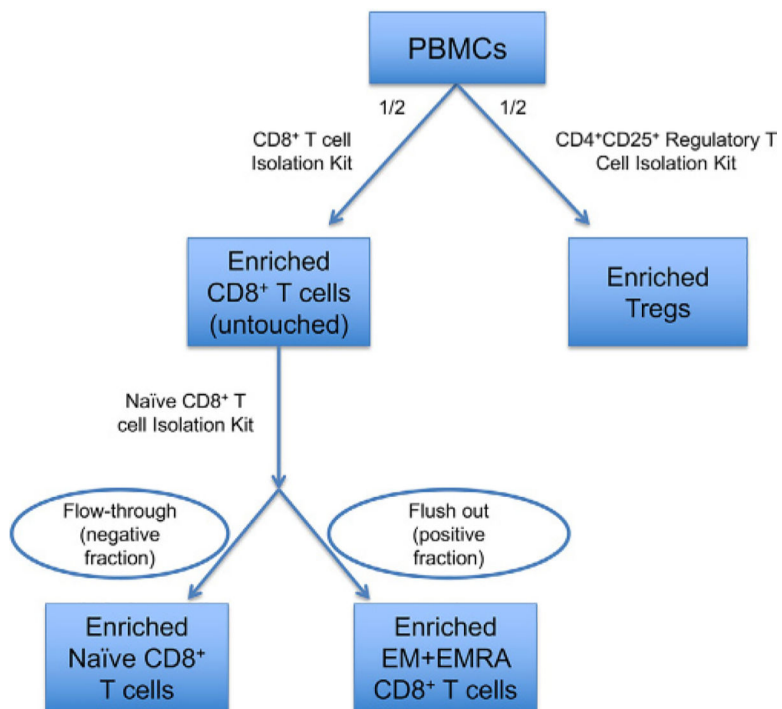 PBMCs
1/2
1/2
CD8⁺ T cell
Isolation Kit
CD4⁺CD25⁺ Regulatory T
Cell Isolation Kit
Enriched
CD8⁺ T cells
(untouched)
Enriched
Tregs
Naïve CD8⁺ T
cell Isolation Kit
Flow-through
(negative
fraction)
Flush out
(positive
fraction)
Enriched
Naïve CD8⁺
T cells
Enriched
EM+EMRA
CD8⁺ T cells